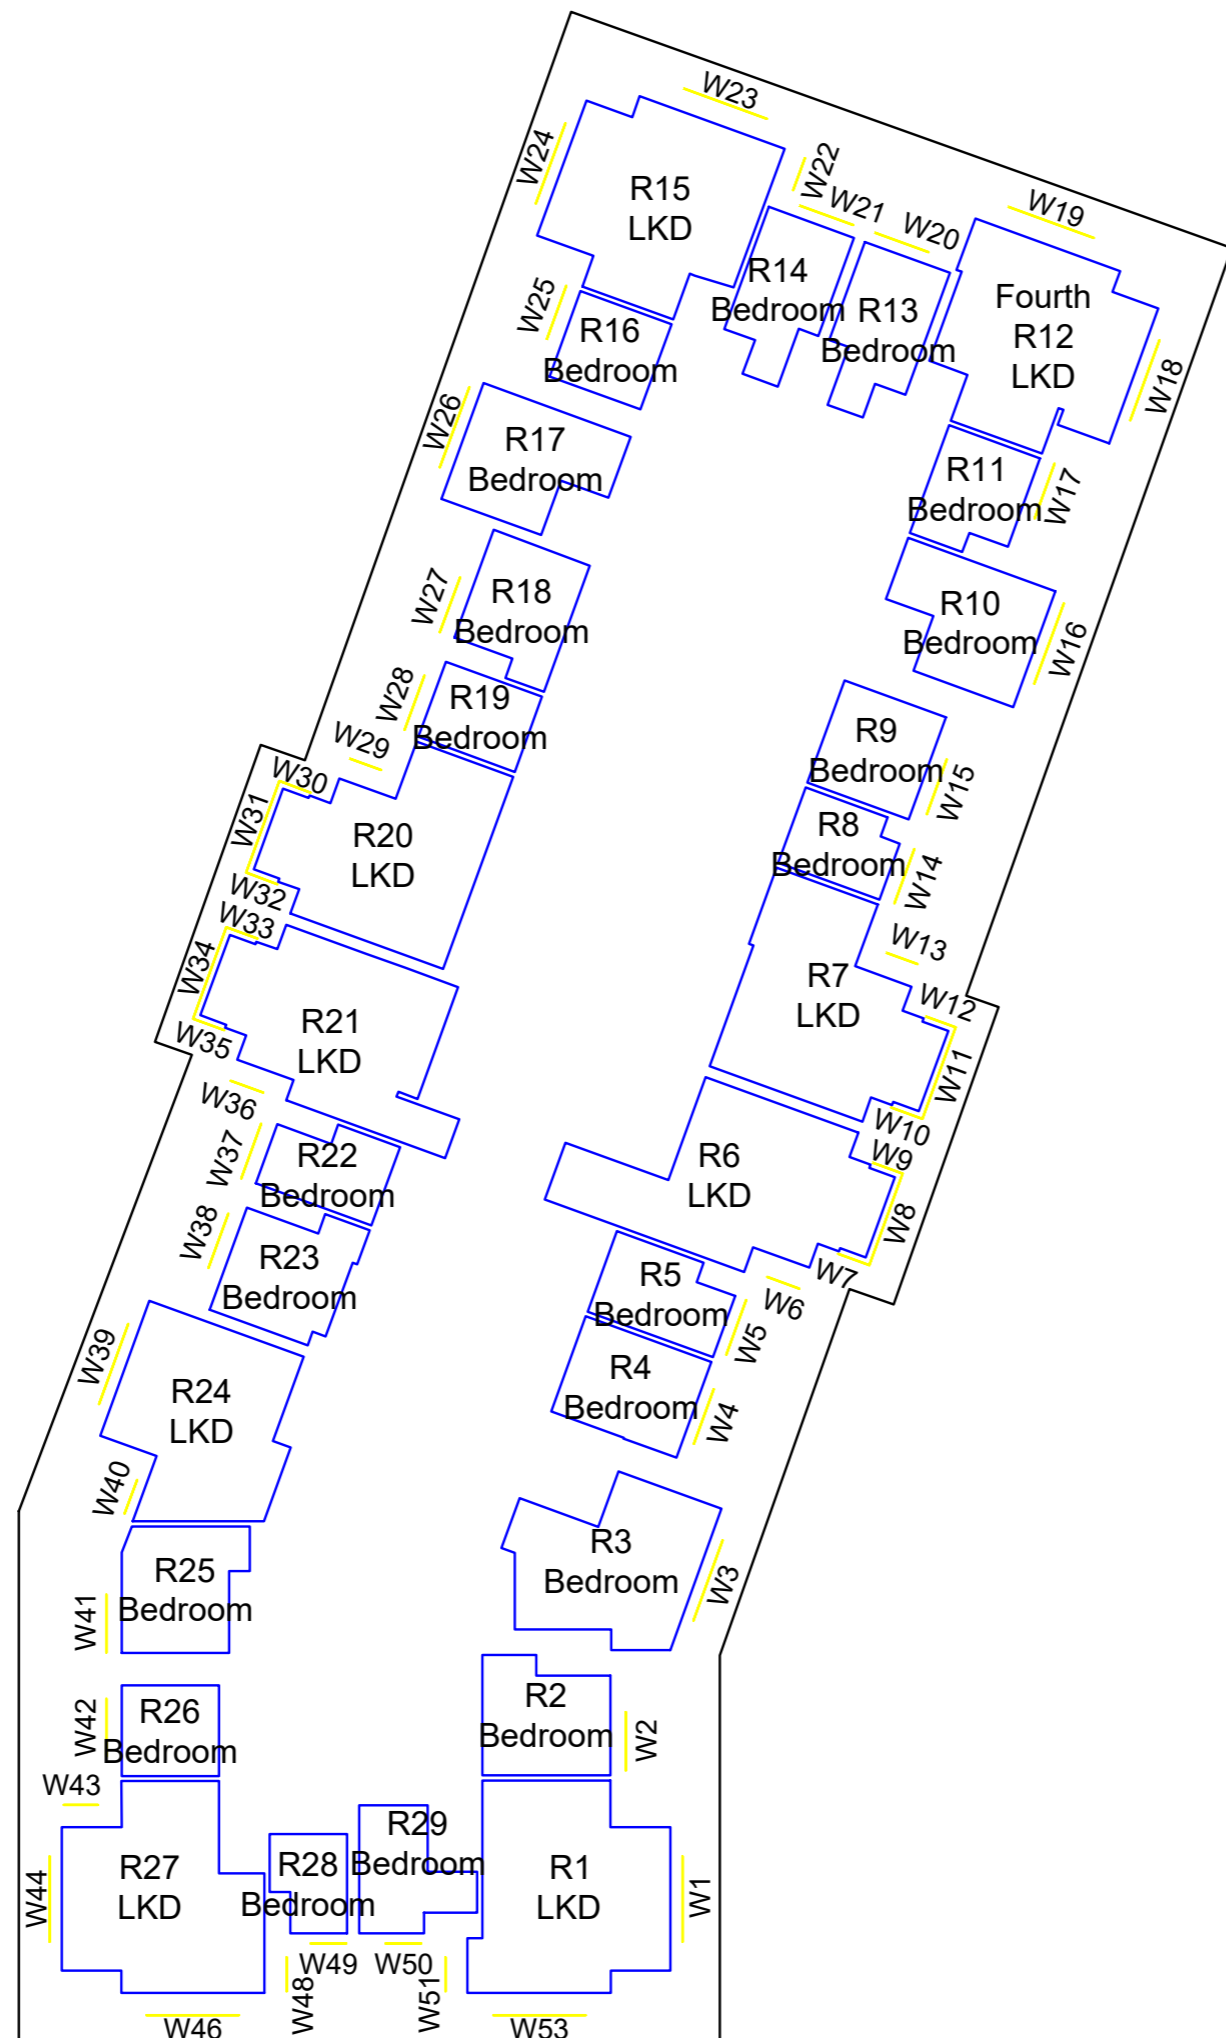 W23
W24
W22
R15
LKD
W21
W19
W20
R14
Bedroom
Fourth
R12
LKD
R13
Bedroom
W25
R16
Bedroom
W18
W26
R17
Bedroom
R11
Bedroom
W17
W27
R18
Bedroom
R10
Bedroom
W16
W28
R19
Bedroom
W29
R9
Bedroom
W30
W15
W31
R20
LKD
R8
Bedroom
W14
W32
W33
W13
W34
R7
LKD
W12
R21
LKD
W35
W11
W36
W10
W9
W37
R22
Bedroom
R6
LKD
W38
W8
R23
Bedroom
W7
R5
Bedroom
W6
W5
W39
R24
LKD
R4
Bedroom
W4
W40
R3
Bedroom
W3
R25
Bedroom
W41
R2
Bedroom
W2
W42
R26
Bedroom
W43
R29
Bedroom
R27
LKD
R28
Bedroom
R1
LKD
W44
W1
W49
W50
W48
W51
W46
W53